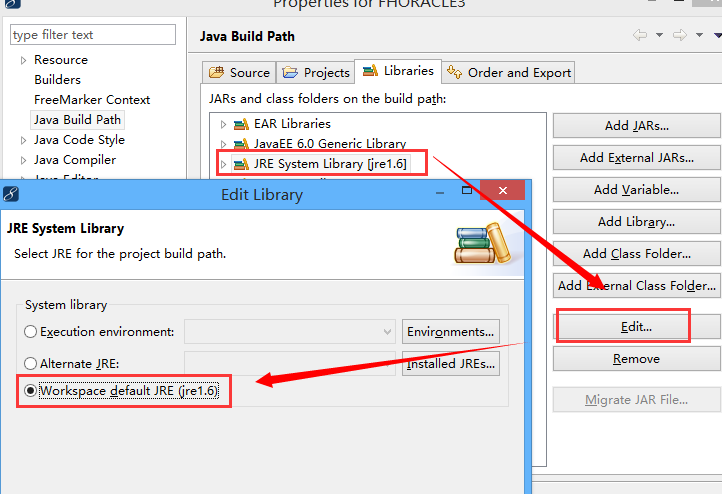 Properties for FHORACLE3
type filter text
Resource
Builders
FreeMarker Context
Java Build Path
Java Code Style
Java Compiler
Java Editor
Java Build Path
Source
Projects
Libraries
Order and Export
JARs and class folders on the build path:
EAR Libraries
JavaEE 6.0 Generic Library
JRE System Library [jre1.6]
Add JARs...
Add External JARs...
Add Variable...
Add Library...
Add Class Folder...
Add External Class Folder...
Edit...
Remove
Migrate JAR File...
Edit Library
JRE System Library
Select JRE for the project build path.
System library
Execution environment:
Environments...
Alternate JRE:
Installed JREs...
Workspace default JRE (jre1.6)